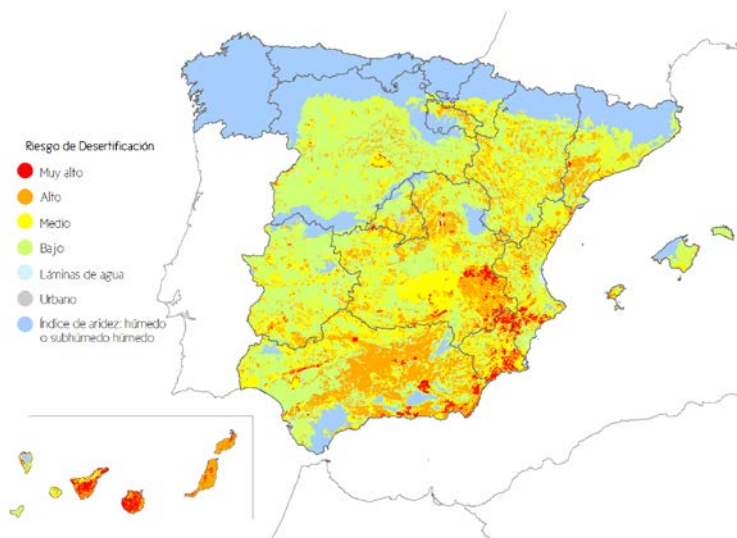 Riesgo de Desertificación
Muy alto
Alto
Medio
Bajo
Láminas de agua
Urbano
Índice de aridez: húmedo
o subhúmedo húmedo